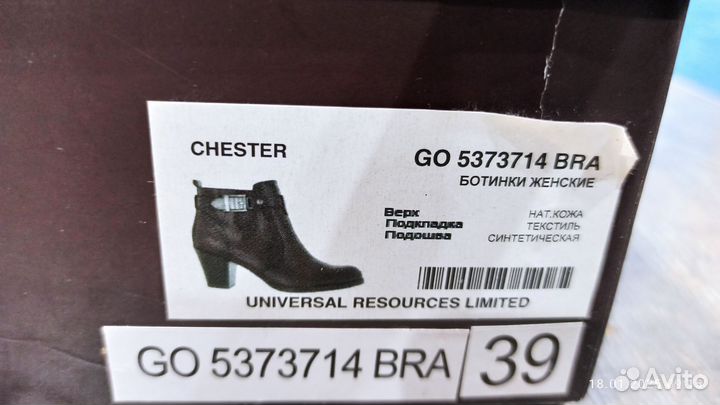 CHESTER
GO 5373714 BRA
БОТИНКИ ЖЕНСКИЕ
Верх НАТ.КОЖА
Подкладка ТЕКСТИЛЬ
Подошва СИНТЕТИЧЕСКАЯ
UNIVERSAL RESOURCES LIMITED
GO 5373714 BRA 39
Avito